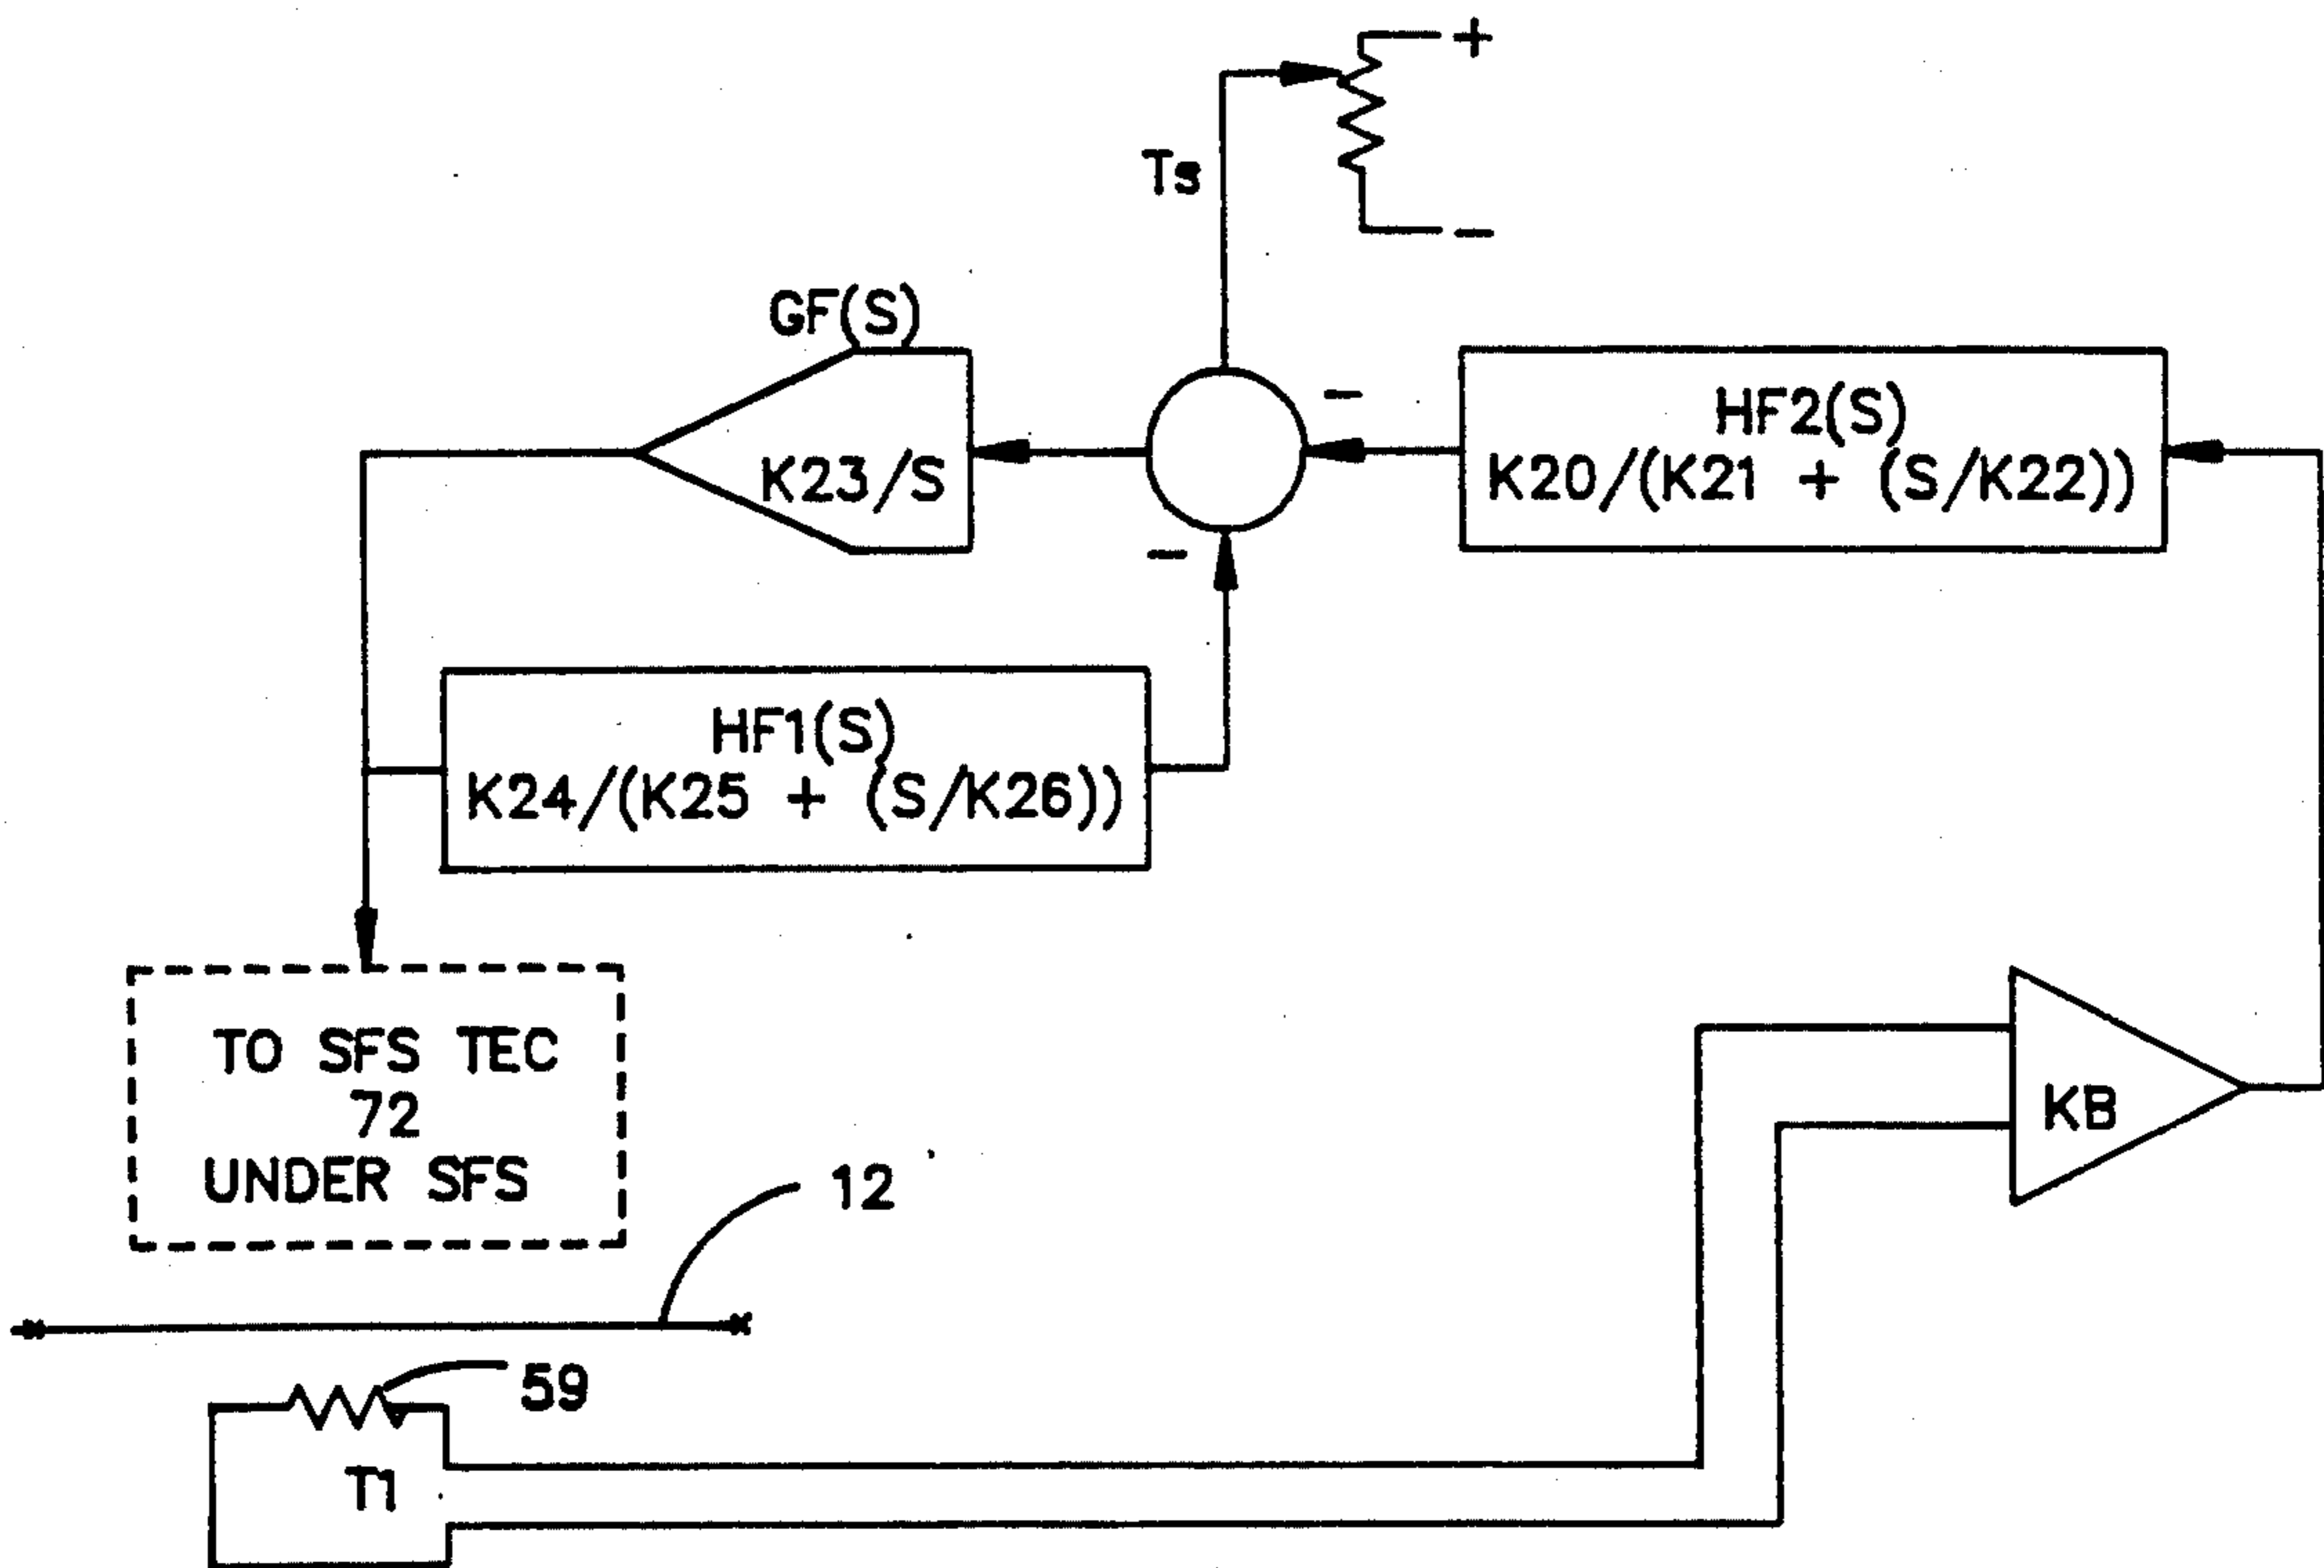 +
Ts
-
GF(S)
K23/S
-
-
HF2(S)
K20/(K21 + (S/K22))
HF1(S)
K24/(K25 + (S/K26))
TO SFS TEC
72
UNDER SFS
KB
12
59
T1